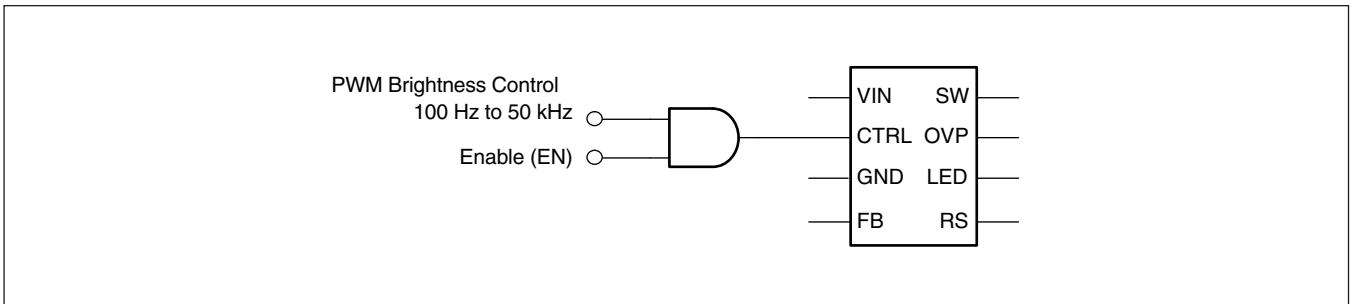 PWM Brightness Control
100 Hz to 50 kHz
Enable (EN)
VIN SW
CTRL OVP
GND LED
FB RS